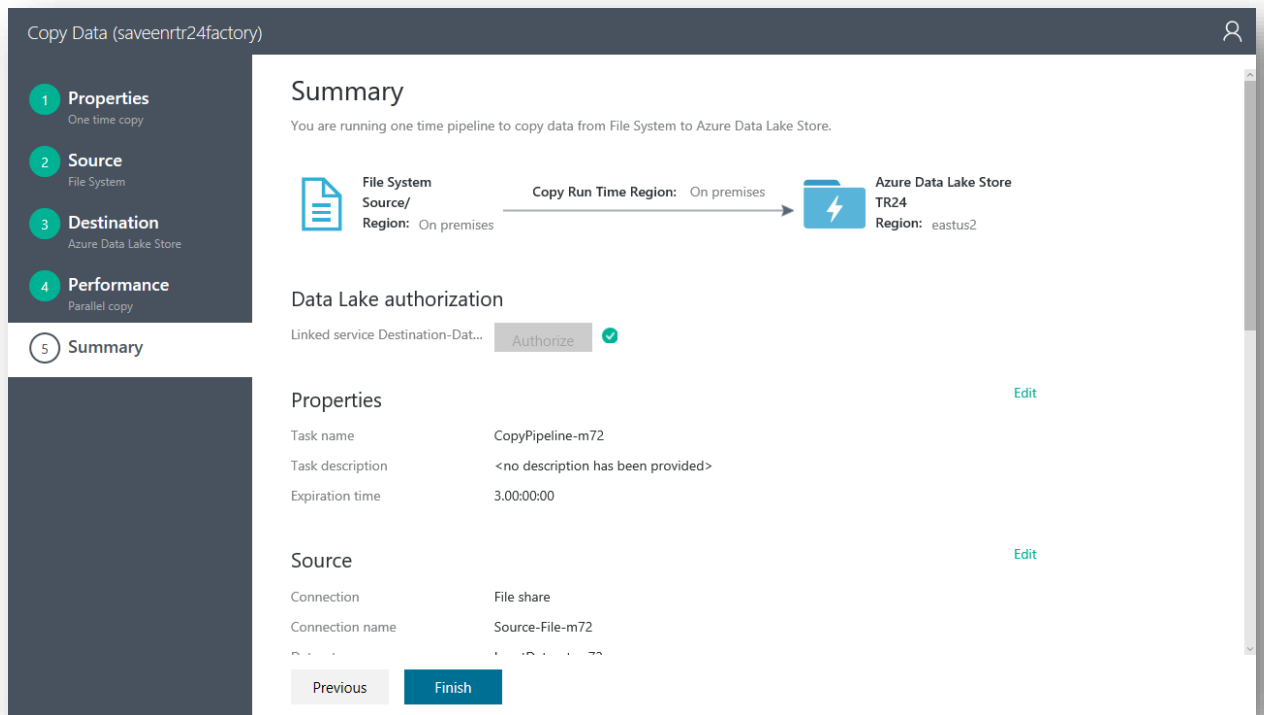 Copy Data (saveenrtr24factory)
1 Properties
One time copy
2 Source
File System
3 Destination
Azure Data Lake Store
4 Performance
Parallel copy
5 Summary
Summary
You are running one time pipeline to copy data from File System to Azure Data Lake Store.
File System
Source/
Region: On premises
Copy Run Time Region: On premises
Azure Data Lake Store
TR24
Region: eastus2
Data Lake authorization
Linked service Destination-Dat... Authorize
Properties Edit
Task name CopyPipeline-m72
Task description <no description has been provided>
Expiration time 3.00:00:00
Source Edit
Connection File share
Connection name Source-File-m72
Previous Finish